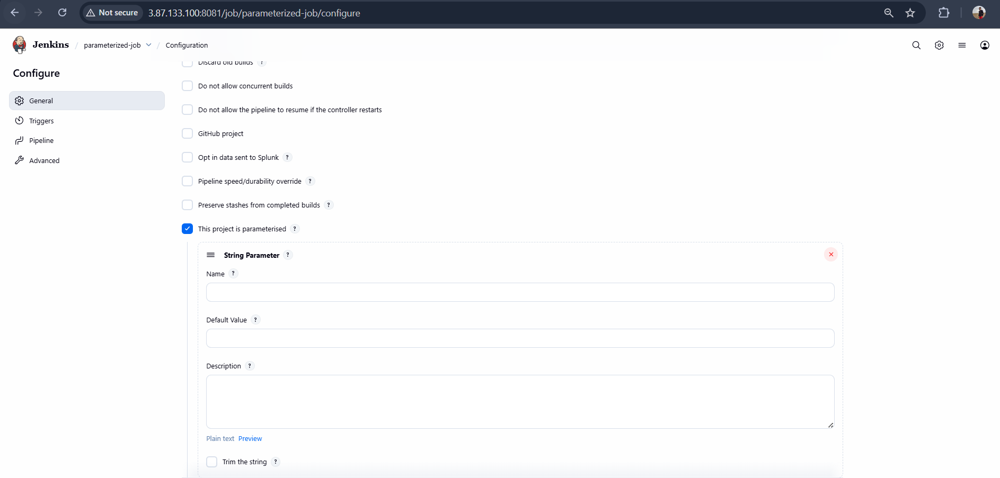 Not secure 3.87.133.100:8081/job/parameterized-job/configure
Jenkins / parameterized-job / Configuration
Configure
General
Triggers
Pipeline
Advanced
Discard old builds ?
Do not allow concurrent builds
Do not allow the pipeline to resume if the controller restarts
GitHub project
Opt in data sent to Splunk ?
Pipeline speed/durability override ?
Preserve stashes from completed builds ?
This project is parameterised ?
String Parameter ?
Name ?
Default Value ?
Description ?
Plain text Preview
Trim the string ?